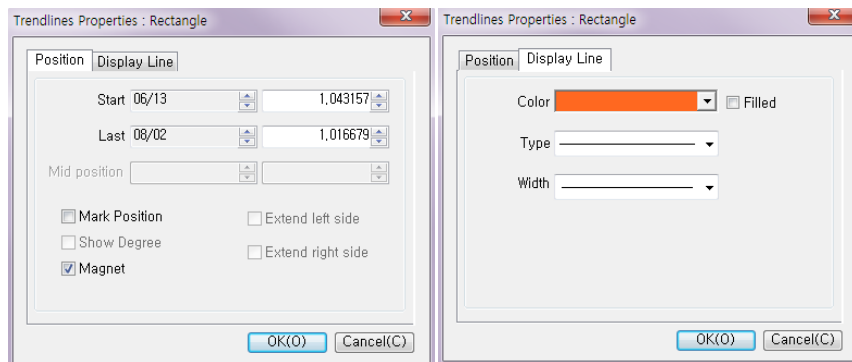 Trendlines Properties : Rectangle
Position Display Line
Start 06/13 1,043157
Last 08/02 1,016679
Mid position
Mark Position Extend left side
Show Degree
Extend right side
Magnet
OK(O) Cancel(C)
Trendlines Properties : Rectangle
Position Display Line
Color Filled
Type
Width
OK(O) Cancel(C)